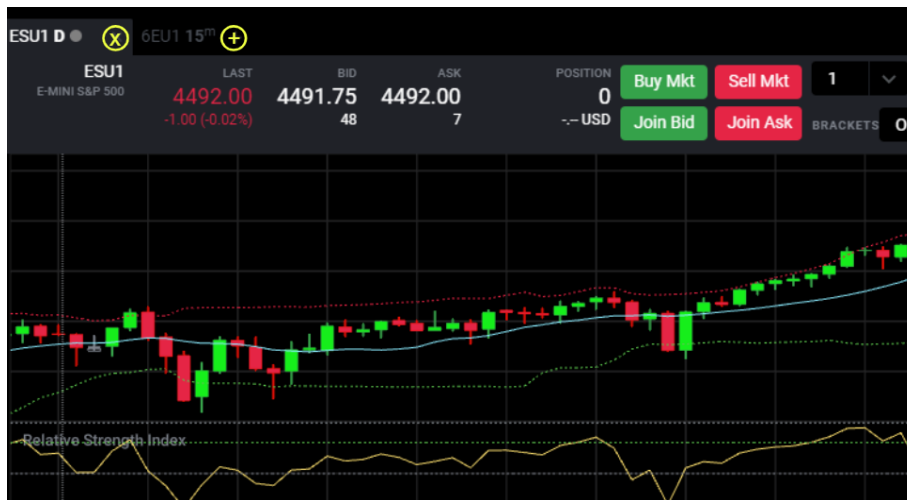 ESU1 D X 6EU1 15m +
ESU1 LAST BID ASK POSITION Buy Mkt Sell Mkt 1
E-MINI S&P 500 4492.00 4491.75 4492.00 0
-1.00 (-0.02%) 48 7 -.-- USD Join Bid Join Ask BRACKETS O
Relative Strength Index